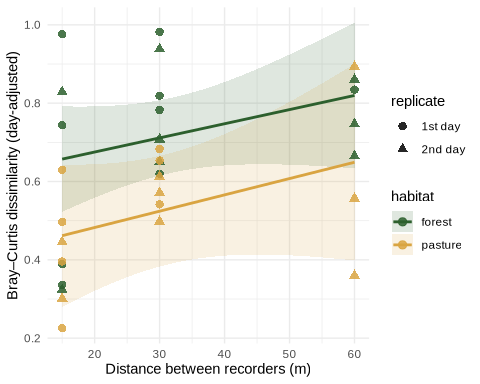 Bray–Curtis dissimilarity (day-adjusted)
1.0
0.8
0.6
0.4
0.2
20
30
40
50
60
Distance between recorders (m)
replicate
1st day
2nd day
habitat
forest
pasture